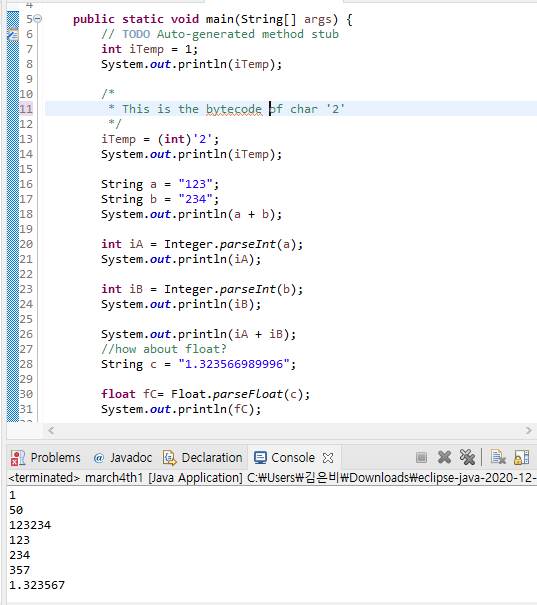 4
5 public static void main(String[] args) {
6 // TODO Auto-generated method stub
7 int iTemp = 1;
8 System.out.println(iTemp);
9
10 /*
11 * This is the bytecode of char '2'
12 */
13 iTemp = (int)'2';
14 System.out.println(iTemp);
15
16 String a = "123";
17 String b = "234";
18 System.out.println(a + b);
19
20 int iA = Integer.parseInt(a);
21 System.out.println(iA);
22
23 int iB = Integer.parseInt(b);
24 System.out.println(iB);
25
26 System.out.println(iA + iB);
27 //how about float?
28 String c = "1.323566989996";
29
30 float fC= Float.parseFloat(c);
31 System.out.println(fC);
Problems @ Javadoc Declaration Console
<terminated> march4th1 [Java Application] C:₩Users₩김은비₩Downloads₩eclipse-java-2020-12-
1
50
123234
123
234
357
1.323567